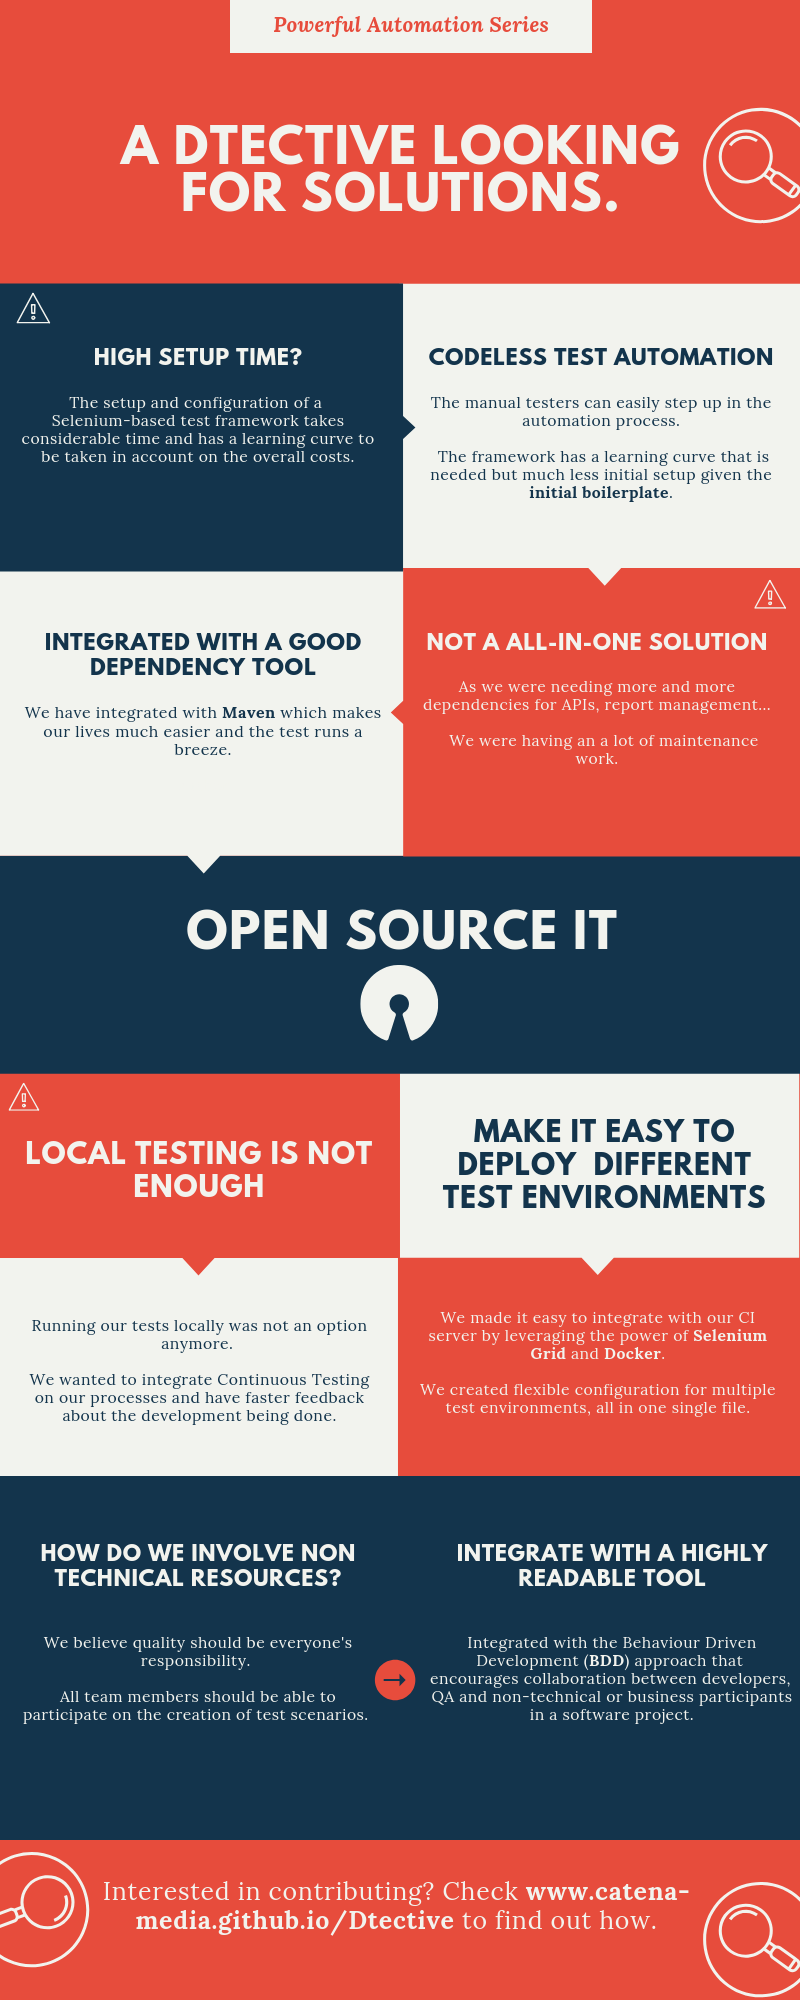 Powerful Automation Series
A DTECTIVE LOOKING
FOR SOLUTIONS.
HIGH SETUP TIME?
The setup and configuration of a
Selenium-based test framework takes
considerable time and has a learning curve to
be taken in account on the overall costs.
CODELESS TEST AUTOMATION
The manual testers can easily step up in the
automation process.
The framework has a learning curve that is
needed but much less initial setup given the
initial boilerplate.
INTEGRATED WITH A GOOD
DEPENDENCY TOOL
We have integrated with Maven which makes
our lives much easier and the test runs a
breeze.
NOT A ALL-IN-ONE SOLUTION
As we were needing more and more
dependencies for APIs, report management...
We were having an a lot of maintenance
work.
OPEN SOURCE IT
LOCAL TESTING IS NOT
ENOUGH
MAKE IT EASY TO
DEPLOY DIFFERENT
TEST ENVIRONMENTS
Running our tests locally was not an option
anymore.
We wanted to integrate Continuous Testing
on our processes and have faster feedback
about the development being done.
We made it easy to integrate with our CI
server by leveraging the power of Selenium
Grid and Docker.
We created flexible configuration for multiple
test environments, all in one single file.
HOW DO WE INVOLVE NON
TECHNICAL RESOURCES?
We believe quality should be everyone's
responsibility.
All team members should be able to
participate on the creation of test scenarios.
INTEGRATE WITH A HIGHLY
READABLE TOOL
Integrated with the Behaviour Driven
Development (BDD) approach that
encourages collaboration between developers,
QA and non-technical or business participants
in a software project.
Interested in contributing? Check www.catena-
media.github.io/Dtective to find out how.